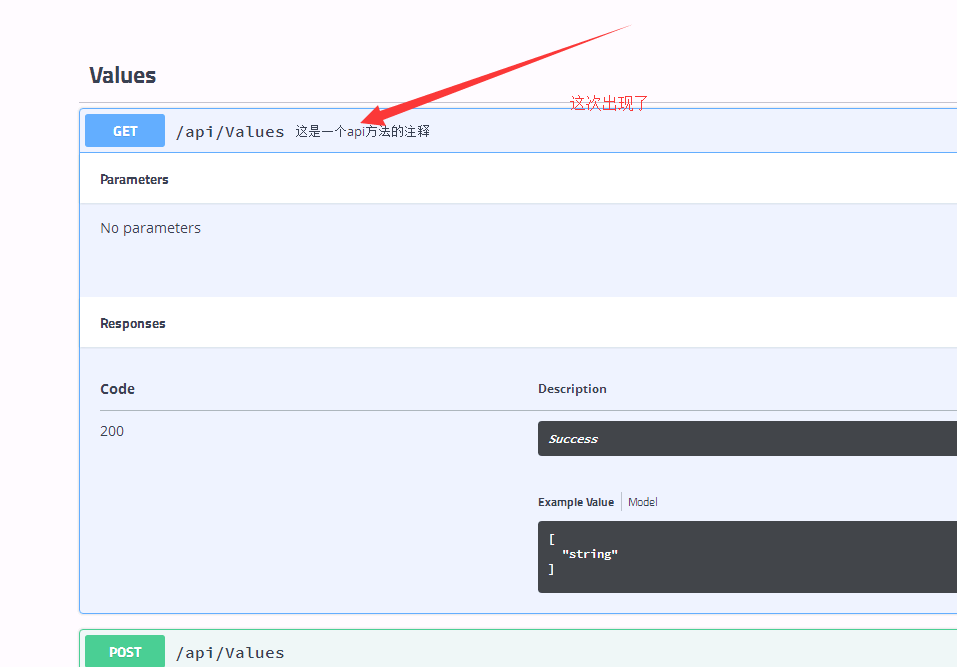 Values
这次出现了
GET /api/Values 这是一个api方法的注释
Parameters
No parameters
Responses
Code Description
200 Success
Example Value Model
[
"string"
]
POST /api/Values